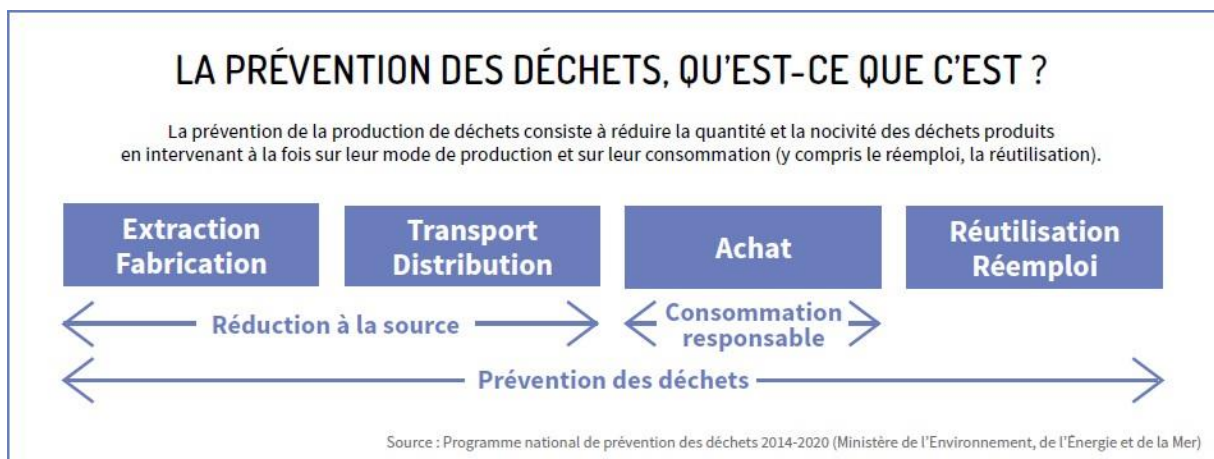 LA PRÉVENTION DES DÉCHETS, QU'EST-CE QUE C'EST ?
La prévention de la production de déchets consiste à réduire la quantité et la nocivité des déchets produits
en intervenant à la fois sur leur mode de production et sur leur consommation (y compris le réemploi, la réutilisation).
Extraction
Fabrication
Transport
Distribution
Achat
Réutilisation
Réemploi
Réduction à la source
Consommation
responsable
Prévention des déchets
Source : Programme national de prévention des déchets 2014-2020 (Ministère de l'Environnement, de l'Énergie et de la Mer)